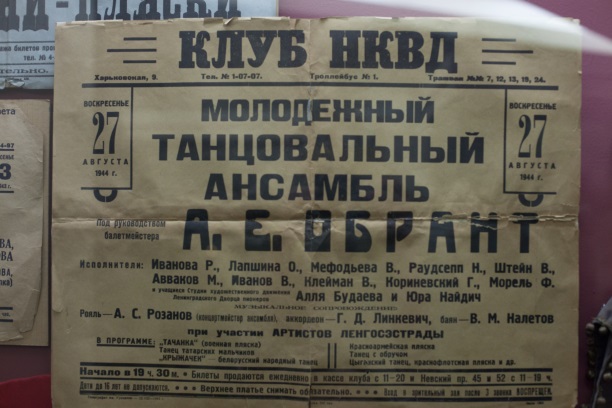 КЛУБ НКВД
Харьковская, 9. Тел. № 1-07-07. Троллейбус № 1. Трамваи №№ 7, 12, 13, 19, 24.
ВОСКРЕСЕНЬЕ
27
АВГУСТА
1944 г.
МОЛОДЕЖНЫЙ
ТАНЦОВАЛЬНЫЙ
АНСАМБЛЬ
ВОСКРЕСЕНЬЕ
27
АВГУСТА
1944 г.
Под руководством
балетмейстера
А. Е. ОБРАНТ
Исполнители: Иванова Р., Лапшина О., Мефодьева В., Раудсепп Н., Штейн В.,
Авваков М., Иванов В., Клейман В., Кориневский Г., Морель Ф.
и учащиеся Студии художественного движения
Ленинградского Дворца пионеров Алля Будаева и Юра Найдич
МУЗЫКАЛЬНОЕ СОПРОВОЖДЕНИЕ
Рояль — А. С. Розанов (концертмейстер ансамбля), аккордеон — Г. Д. Линкевич, баян — В. М. Калетов
при участии АРТИСТОВ ЛЕНГОСЭСТРАДЫ
В ПРОГРАММЕ: "ТАЧАНКА" (военная пляска)
Танец татарских мальчиков
"КРЫЖАЧЕК" — белорусский народный танец
Красноармейская пляска
Танец с обручем
Цыганский танец, краснофлотская пляска и др.
Начало в 19 ч. 30 м. • Билеты продаются ежедневно в кассе клуба с 11–20 и Невский пр. 45 и 52 с 11–18 ч.
Дети до 16 лет не допускаются. • Верхнее платье снимать обязательно. • Вход в зрительный зал после 3 звонка ВОСПРЕЩЕН.